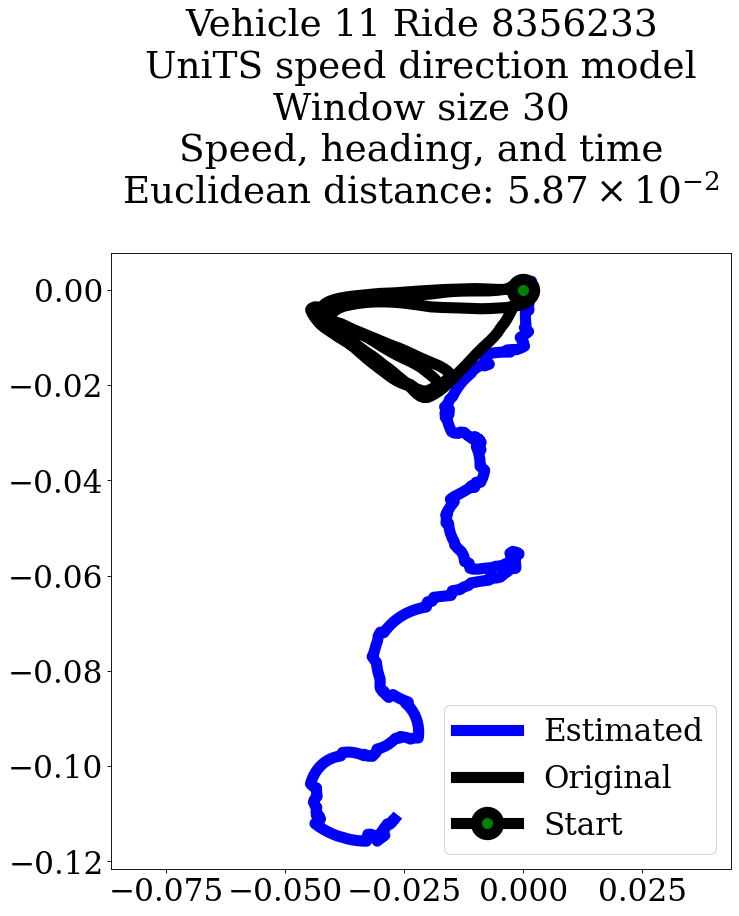 Vehicle 11 Ride 8356233
UniTS speed direction model
Window size 30
Speed, heading, and time
Euclidean distance: 5.87 × 10⁻²
0.00
−0.02
−0.04
−0.06
−0.08
−0.10
−0.12
Estimated
Original
Start
−0.075 −0.050 −0.025 0.000 0.025